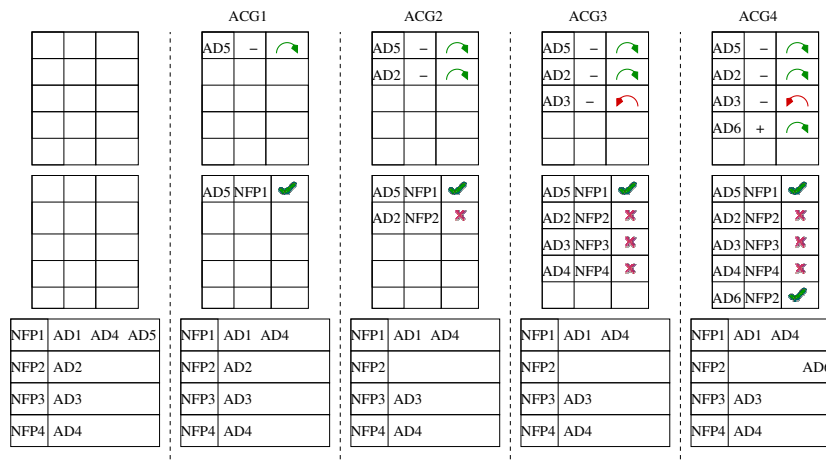 ACG1 ACG2 ACG3 ACG4
AD5 – AD5 – AD5 – AD5 –
AD2 – AD2 – AD2 –
AD3 – AD3 –
AD6 +
AD5 NFP1 AD5 NFP1 AD5 NFP1 AD5 NFP1
AD2 NFP2 AD2 NFP2 AD2 NFP2
AD3 NFP3 AD3 NFP3
AD4 NFP4 AD4 NFP4
AD6 NFP2
NFP1 AD1 AD4 AD5 NFP1 AD1 AD4 NFP1 AD1 AD4 NFP1 AD1 AD4 NFP1 AD1 AD4
NFP2 AD2 NFP2 AD2 NFP2 NFP2 NFP2 AD6
NFP3 AD3 NFP3 AD3 NFP3 AD3 NFP3 AD3 NFP3 AD3
NFP4 AD4 NFP4 AD4 NFP4 AD4 NFP4 AD4 NFP4 AD4